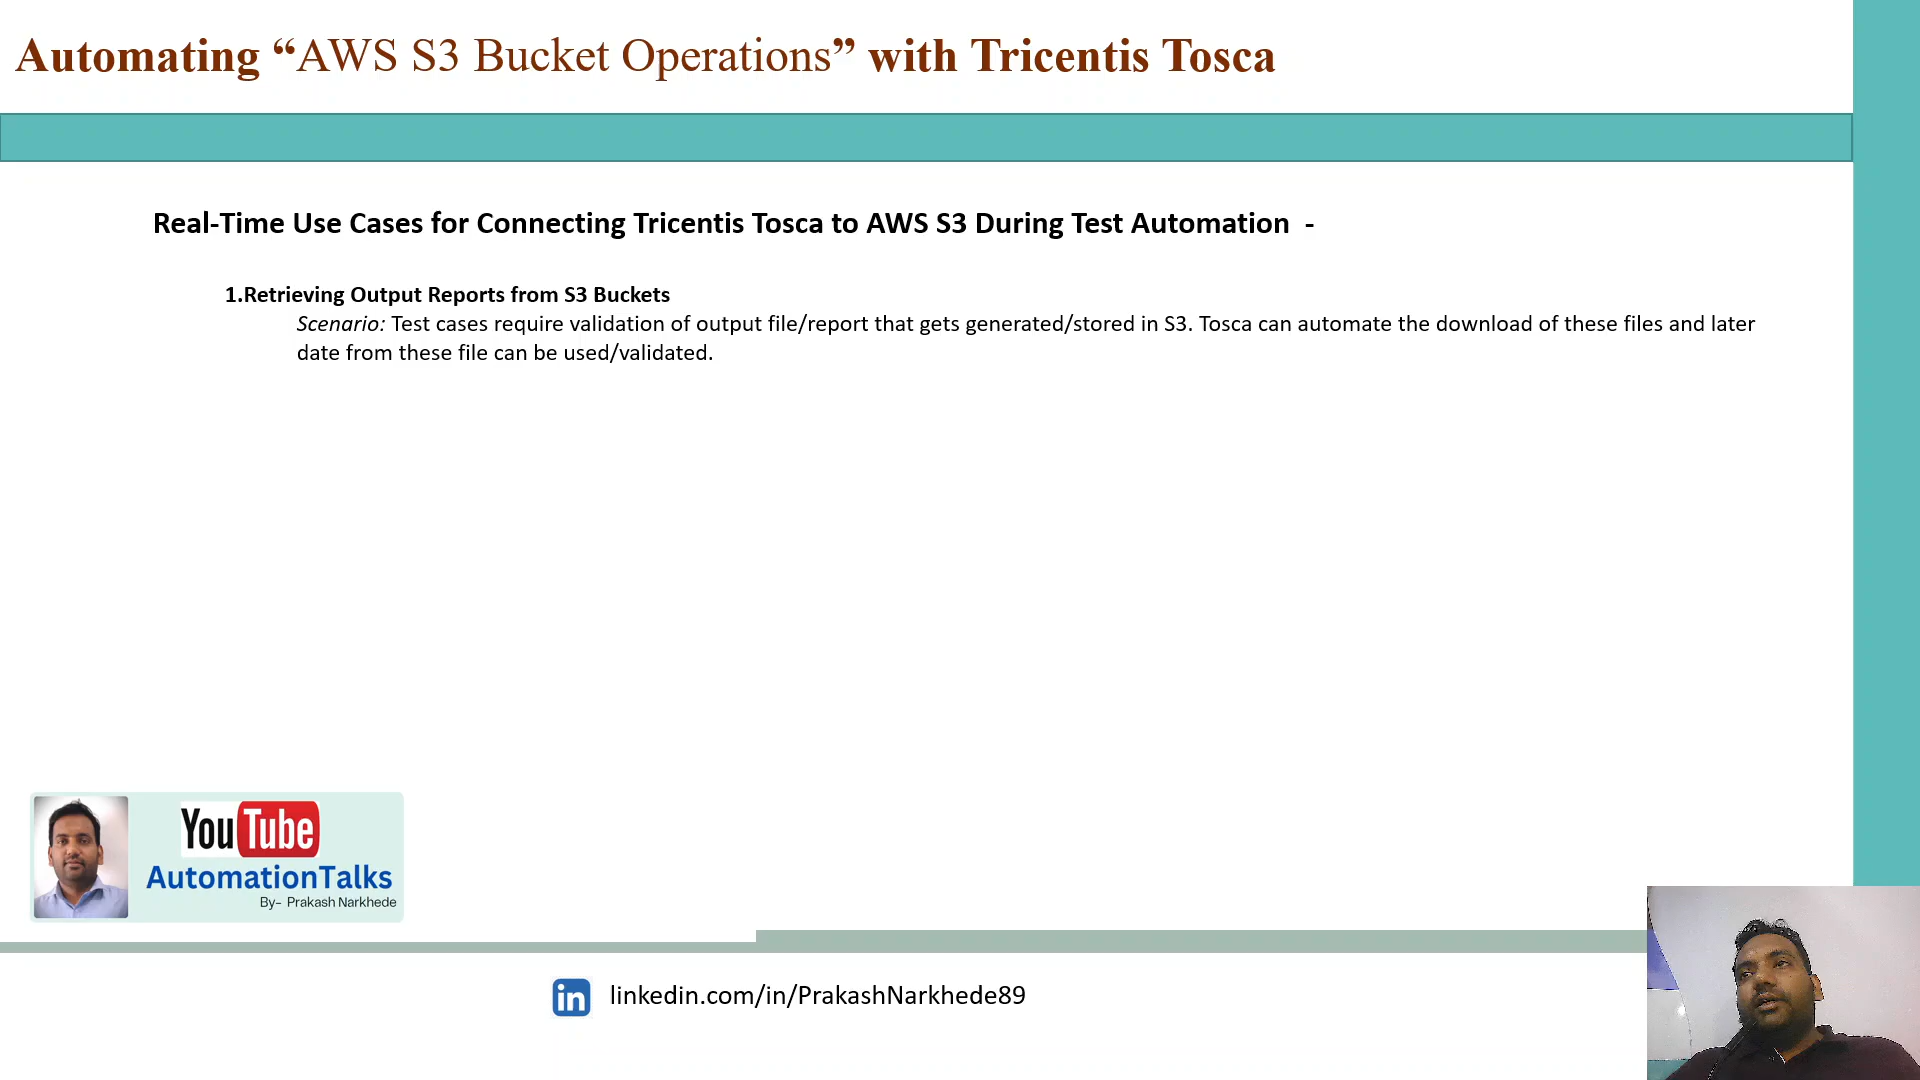 Automating “AWS S3 Bucket Operations” with Tricentis Tosca
Real-Time Use Cases for Connecting Tricentis Tosca to AWS S3 During Test Automation -
1.Retrieving Output Reports from S3 Buckets
Scenario: Test cases require validation of output file/report that gets generated/stored in S3. Tosca can automate the download of these files and later
date from these file can be used/validated.
YouTube
AutomationTalks
By- Prakash Narkhede
in linkedin.com/in/PrakashNarkhede89